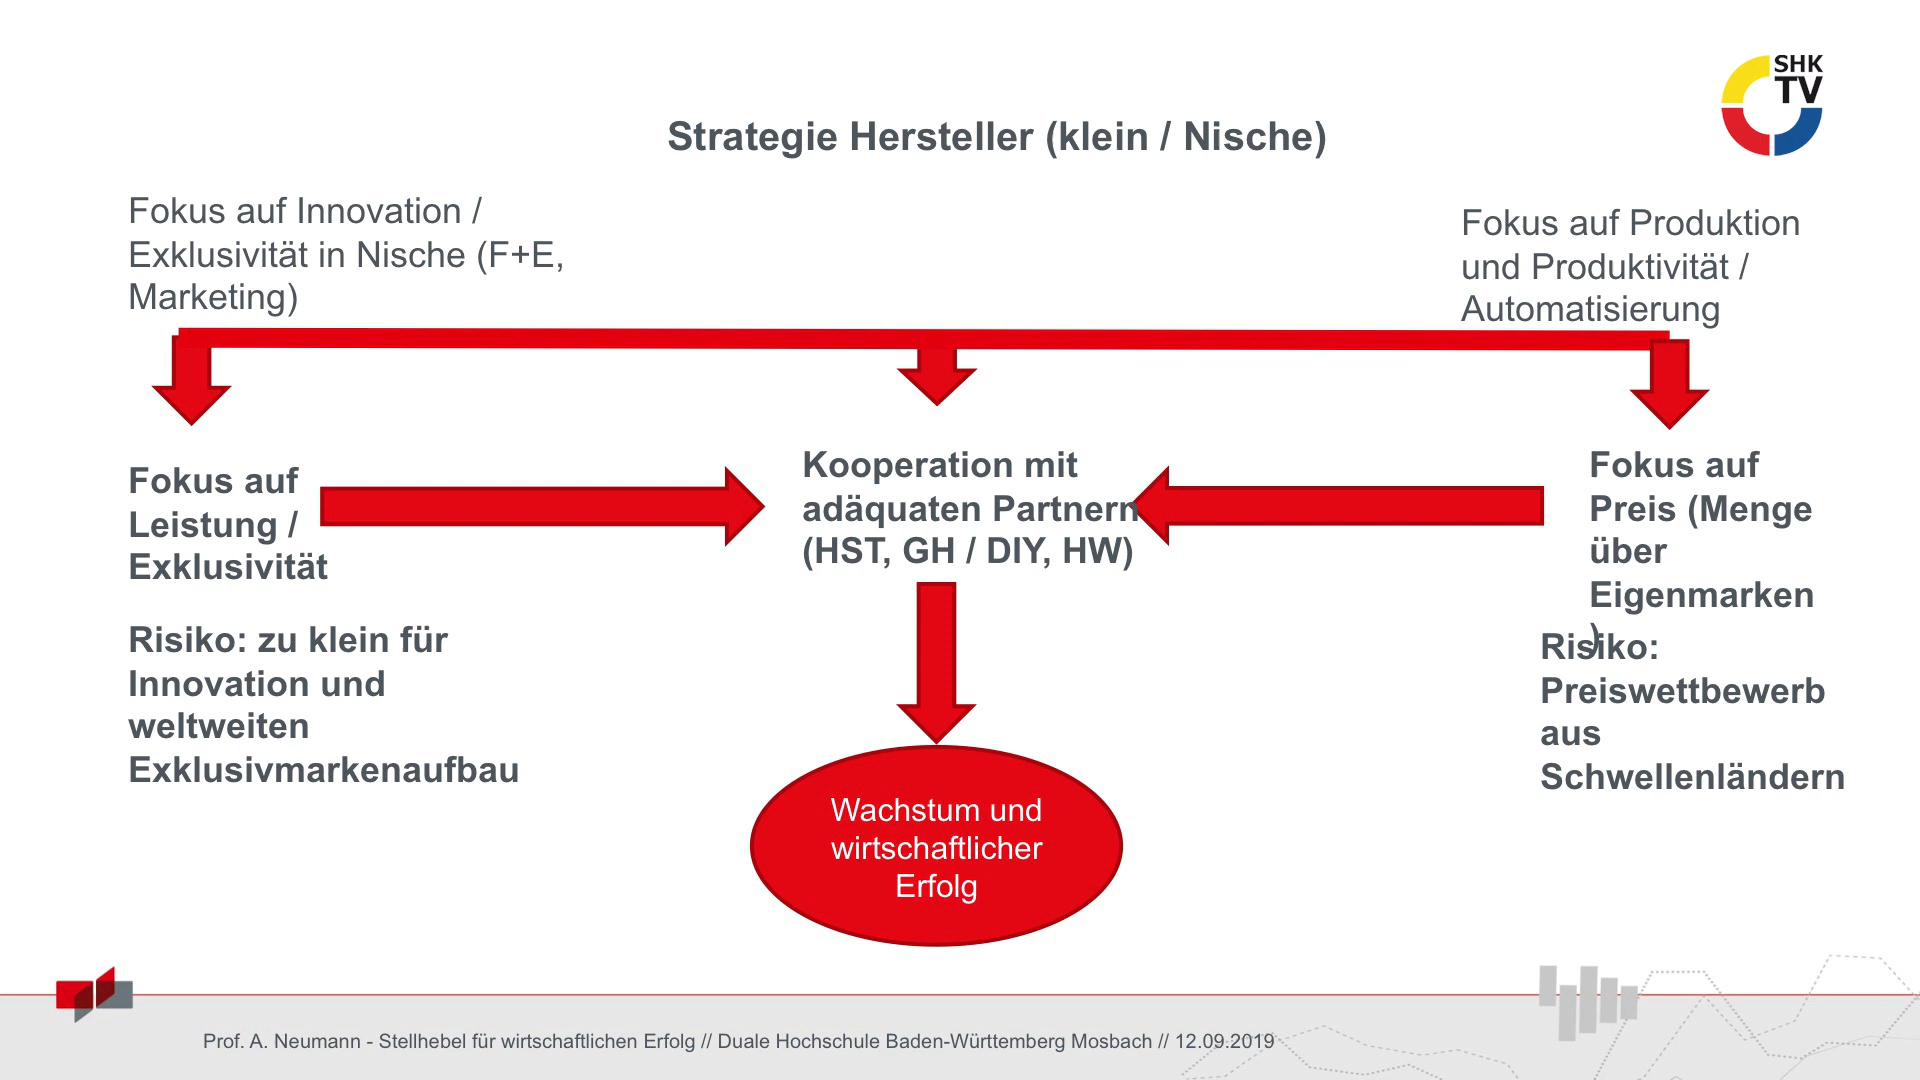 SHK
TV
Strategie Hersteller (klein / Nische)
Fokus auf Innovation /
Exklusivität in Nische (F+E,
Marketing)
Fokus auf Produktion
und Produktivität /
Automatisierung
Fokus auf
Leistung /
Exklusivität
Kooperation mit
adäquaten Partnern
(HST, GH / DIY, HW)
Fokus auf
Preis (Menge
über
Eigenmarken
)
Risiko: zu klein für
Innovation und
weltweiten
Exklusivmarkenaufbau
Risiko:
Preiswettbewerb
aus
Schwellenländern
Wachstum und
wirtschaftlicher
Erfolg
Prof. A. Neumann - Stellhebel für wirtschaftlichen Erfolg // Duale Hochschule Baden-Württemberg Mosbach // 12.09.2019